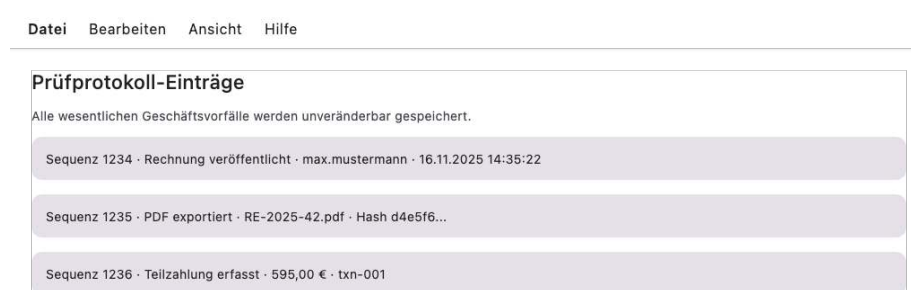 Datei Bearbeiten Ansicht Hilfe
Prüfprotokoll-Einträge
Alle wesentlichen Geschäftsvorfälle werden unveränderbar gespeichert.
Sequenz 1234 · Rechnung veröffentlicht · max.mustermann · 16.11.2025 14:35:22
Sequenz 1235 · PDF exportiert · RE-2025-42.pdf · Hash d4e5f6...
Sequenz 1236 · Teilzahlung erfasst · 595,00 € · txn-001